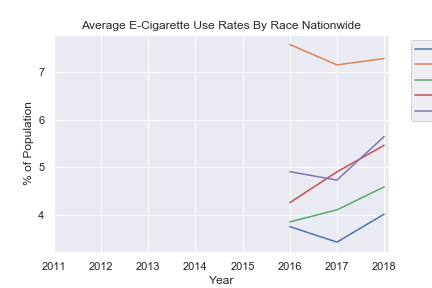 Average E-Cigarette Use Rates By Race Nationwide
% of Population
7
6
5
4
2011 2012 2013 2014 2015 2016 2017 2018
Year